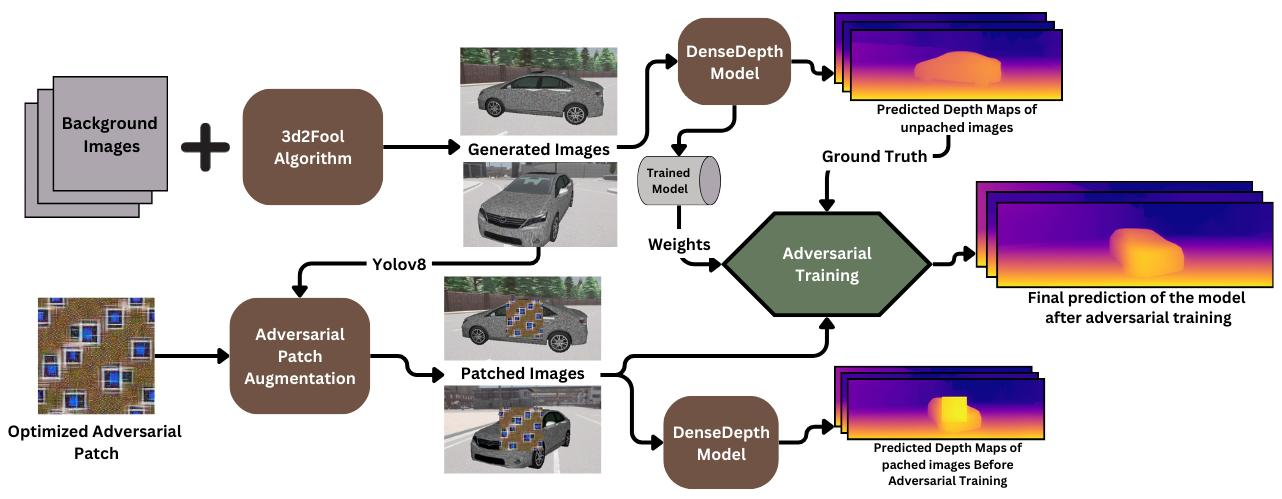 Background
Images
3d2Fool
Algorithm
Generated Images
DenseDepth
Model
Predicted Depth Maps of
unpached images
Ground Truth
Trained
Model
Weights
Adversarial
Training
Final prediction of the model
after adversarial training
Yolov8
Optimized Adversarial
Patch
Adversarial
Patch
Augmentation
Patched Images
DenseDepth
Model
Predicted Depth Maps of
pached images Before
Adversarial Training